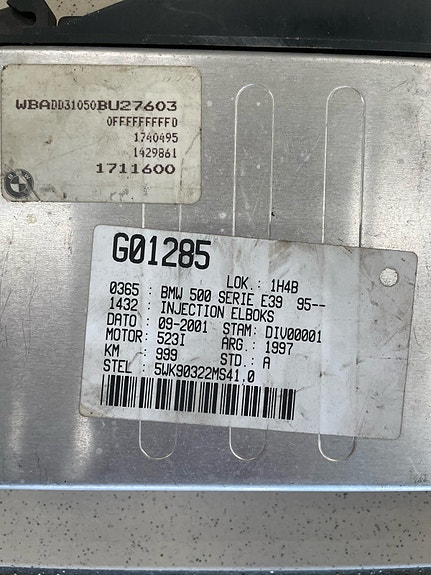 WBADD31050BU27603
0FFFFFFFFFD
1740495
1429861
1711600
BMW
G01285
LOK.: 1H4B
0365 : BMW 500 SERIE E39 95--
1432 : INJECTION ELBOKS
DATO : 09-2001 STAM: DIV00001
MOTOR: 523I ARG.: 1997
KM : 999 STD.: A
STEL : 5WK90322MS41.0